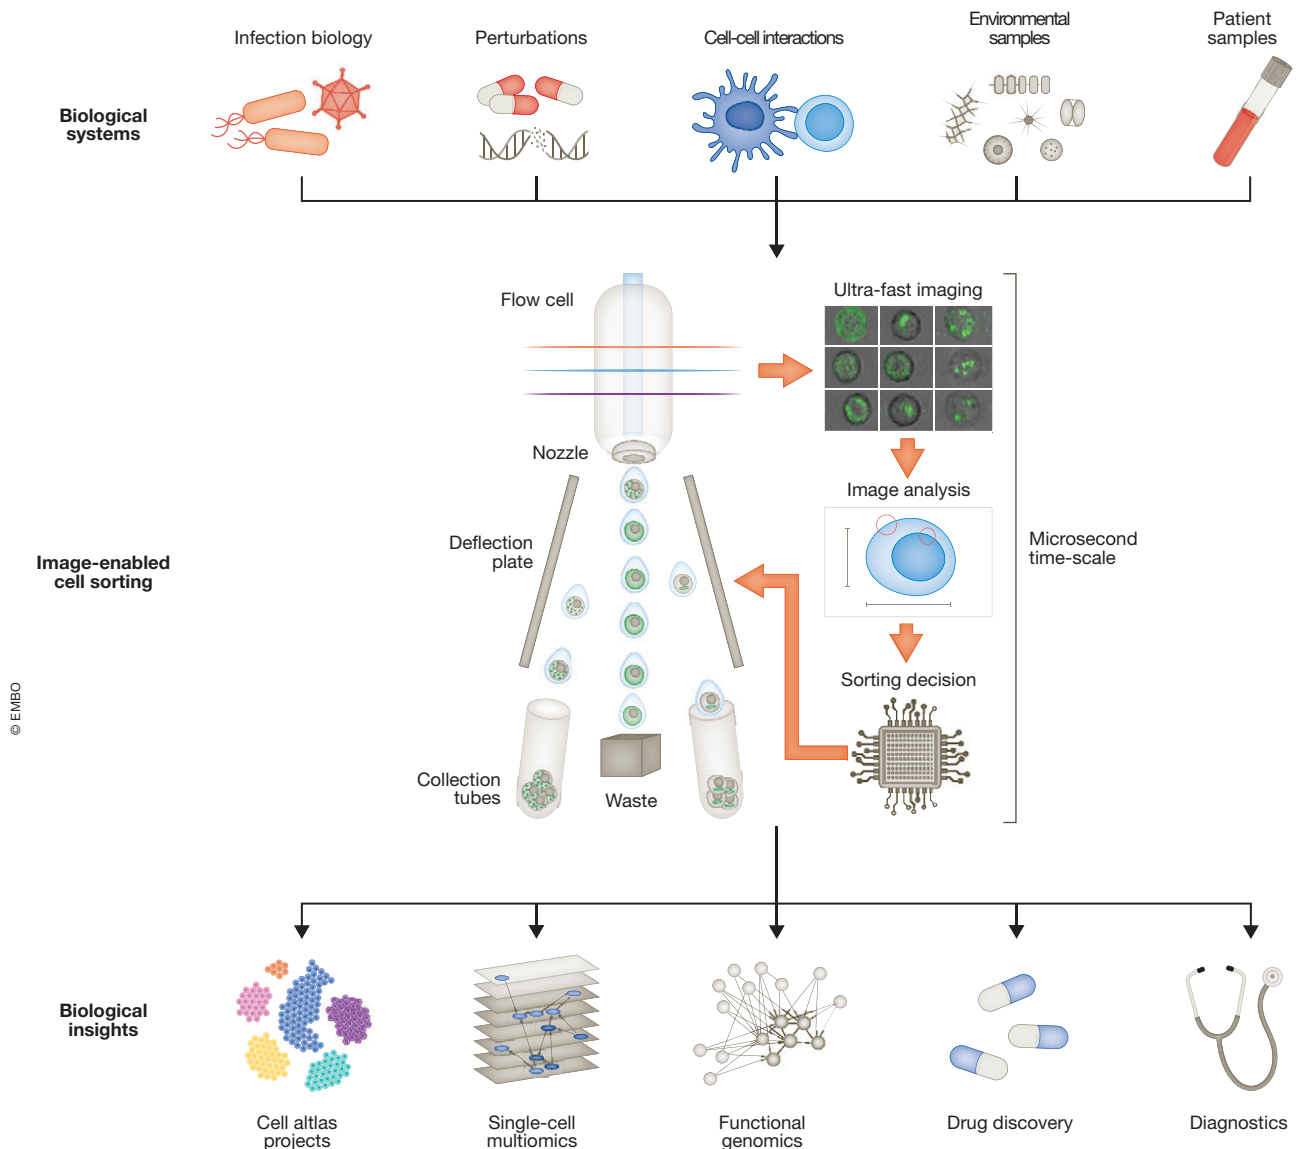 Infection biology
Perturbations
Cell-cell interactions
Environmental
samples
Patient
samples
Biological
systems
Flow cell
Ultra-fast imaging
Nozzle
Image analysis
Deflection
plate
Microsecond
time-scale
Image-enabled
cell sorting
Sorting decision
© EMBO
Collection
tubes
Waste
Biological
insights
Cell altlas
projects
Single-cell
multiomics
Functional
genomics
Drug discovery
Diagnostics